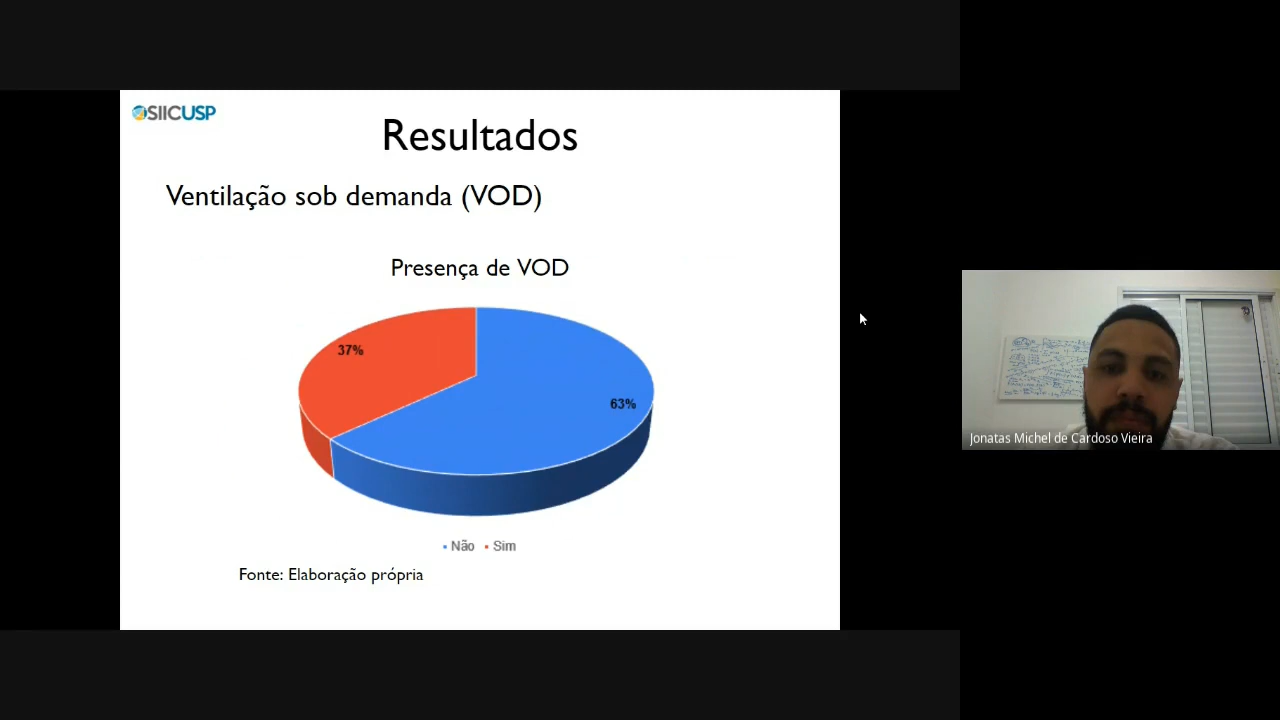 SIICUSP
Resultados
Ventilação sob demanda (VOD)
Presença de VOD
37%
63%
Não Sim
Fonte: Elaboração própria
Jonatas Michel de Cardoso Vieira